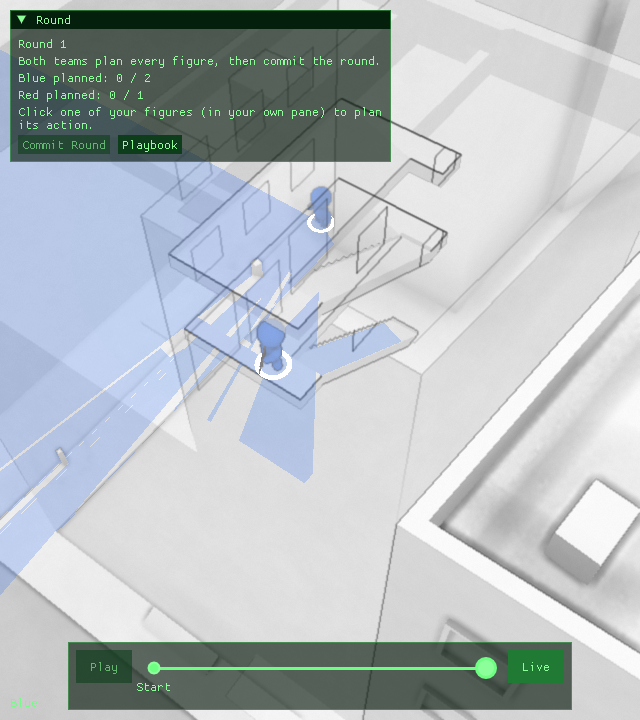 Round
Round 1
Both teams plan every figure, then commit the round.
Blue planned: 0 / 2
Red planned: 0 / 1
Click one of your figures (in your own pane) to plan
its action.
Commit Round
Playbook
Play
Start
Live